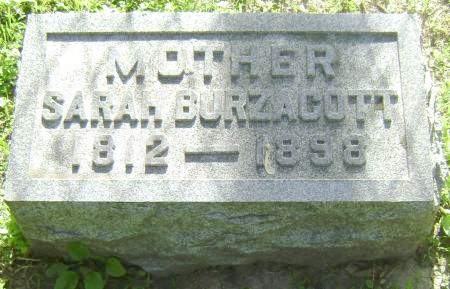 MOTHER
SARAH BURZACOTT
1812 — 1898